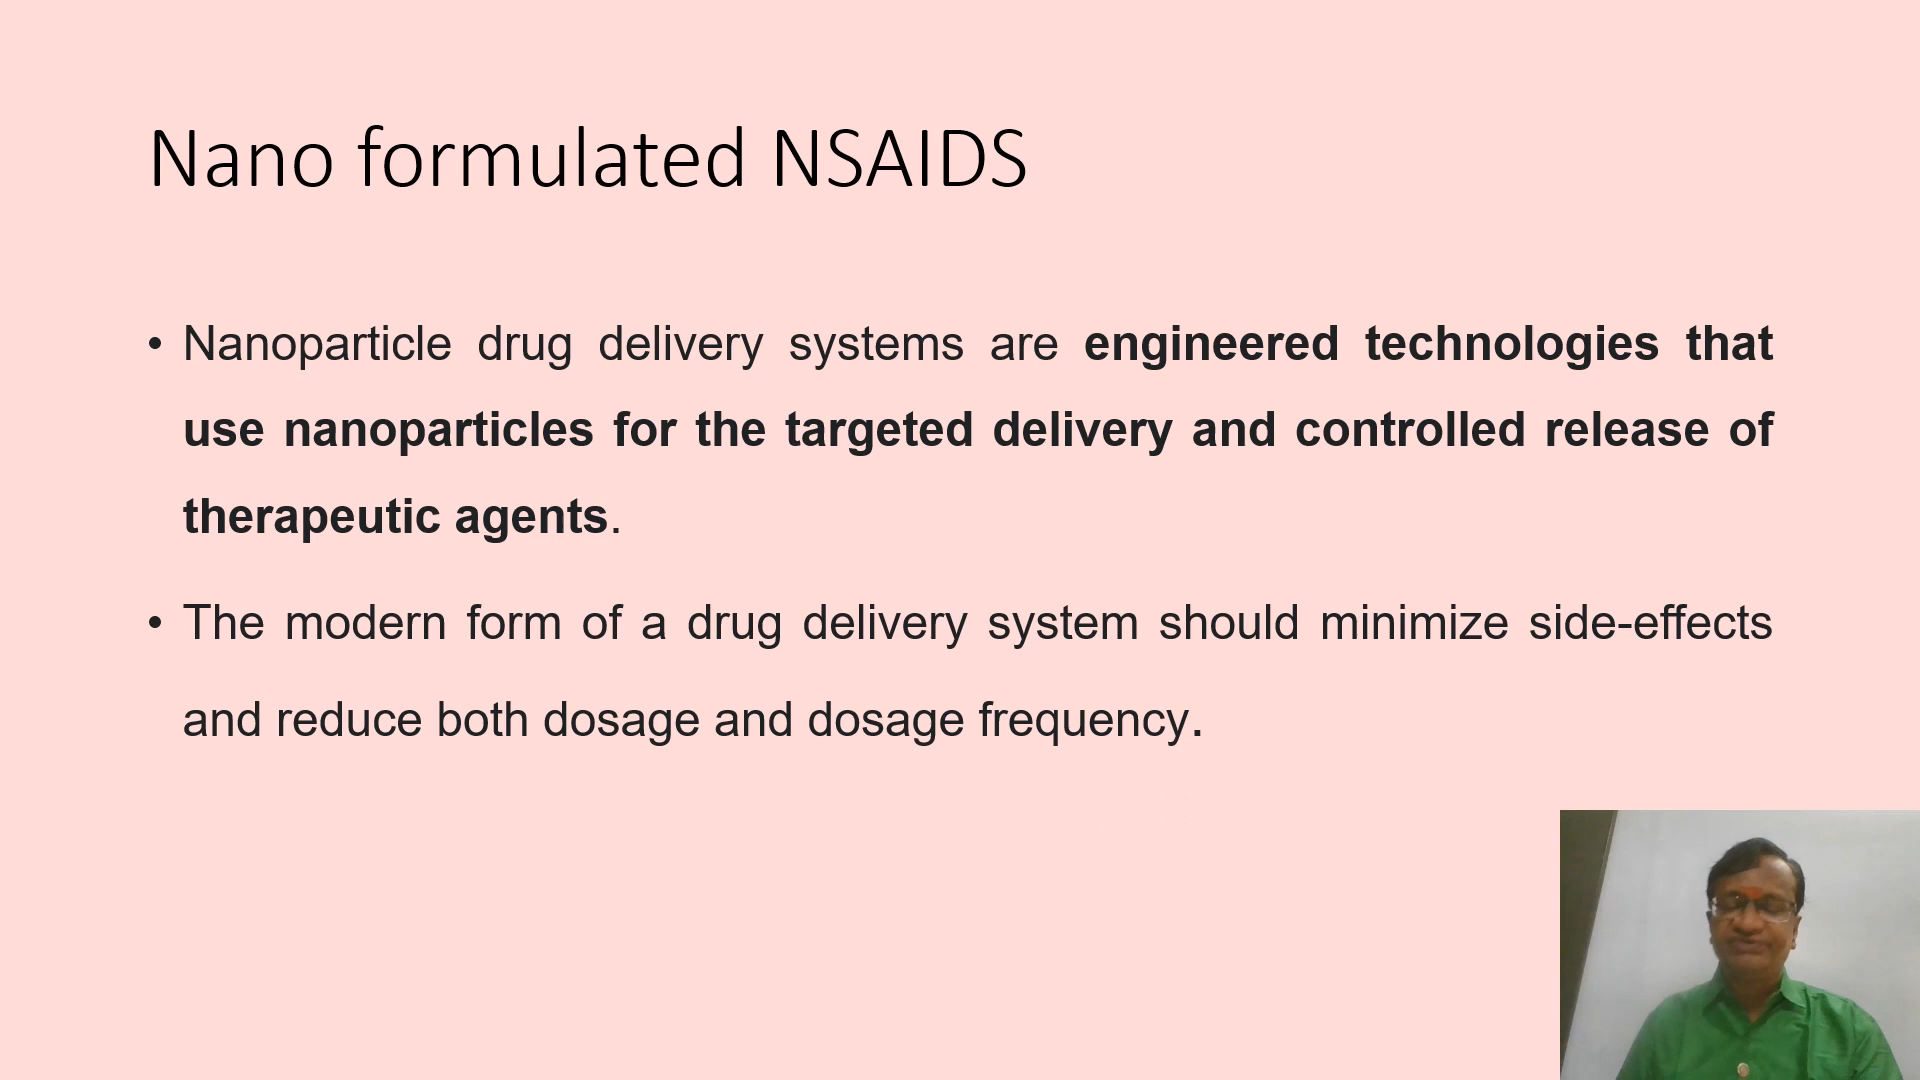 Nano formulated NSAIDS
• Nanoparticle drug delivery systems are engineered technologies that
use nanoparticles for the targeted delivery and controlled release of
therapeutic agents.
• The modern form of a drug delivery system should minimize side-effects
and reduce both dosage and dosage frequency.